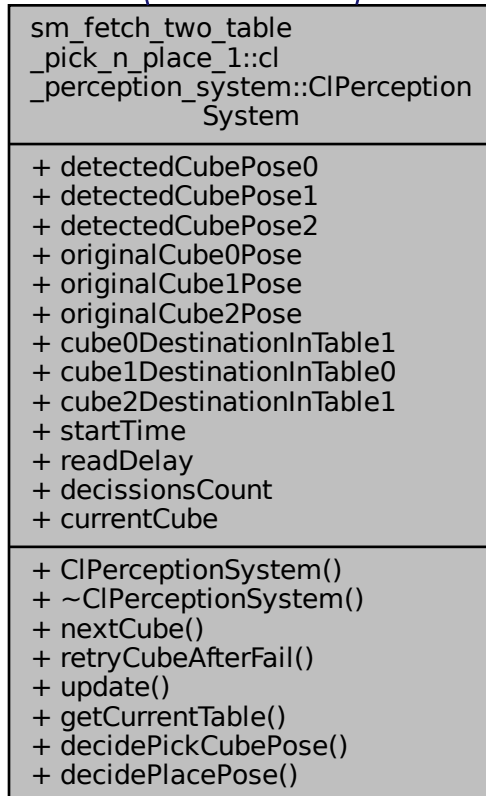 sm_fetch_two_table
_pick_n_place_1::cl
_perception_system::ClPerception
System
+ detectedCubePose0
+ detectedCubePose1
+ detectedCubePose2
+ originalCube0Pose
+ originalCube1Pose
+ originalCube2Pose
+ cube0DestinationInTable1
+ cube1DestinationInTable0
+ cube2DestinationInTable1
+ startTime
+ readDelay
+ decissionsCount
+ currentCube
+ ClPerceptionSystem()
+ ~ClPerceptionSystem()
+ nextCube()
+ retryCubeAfterFail()
+ update()
+ getCurrentTable()
+ decidePickCubePose()
+ decidePlacePose()